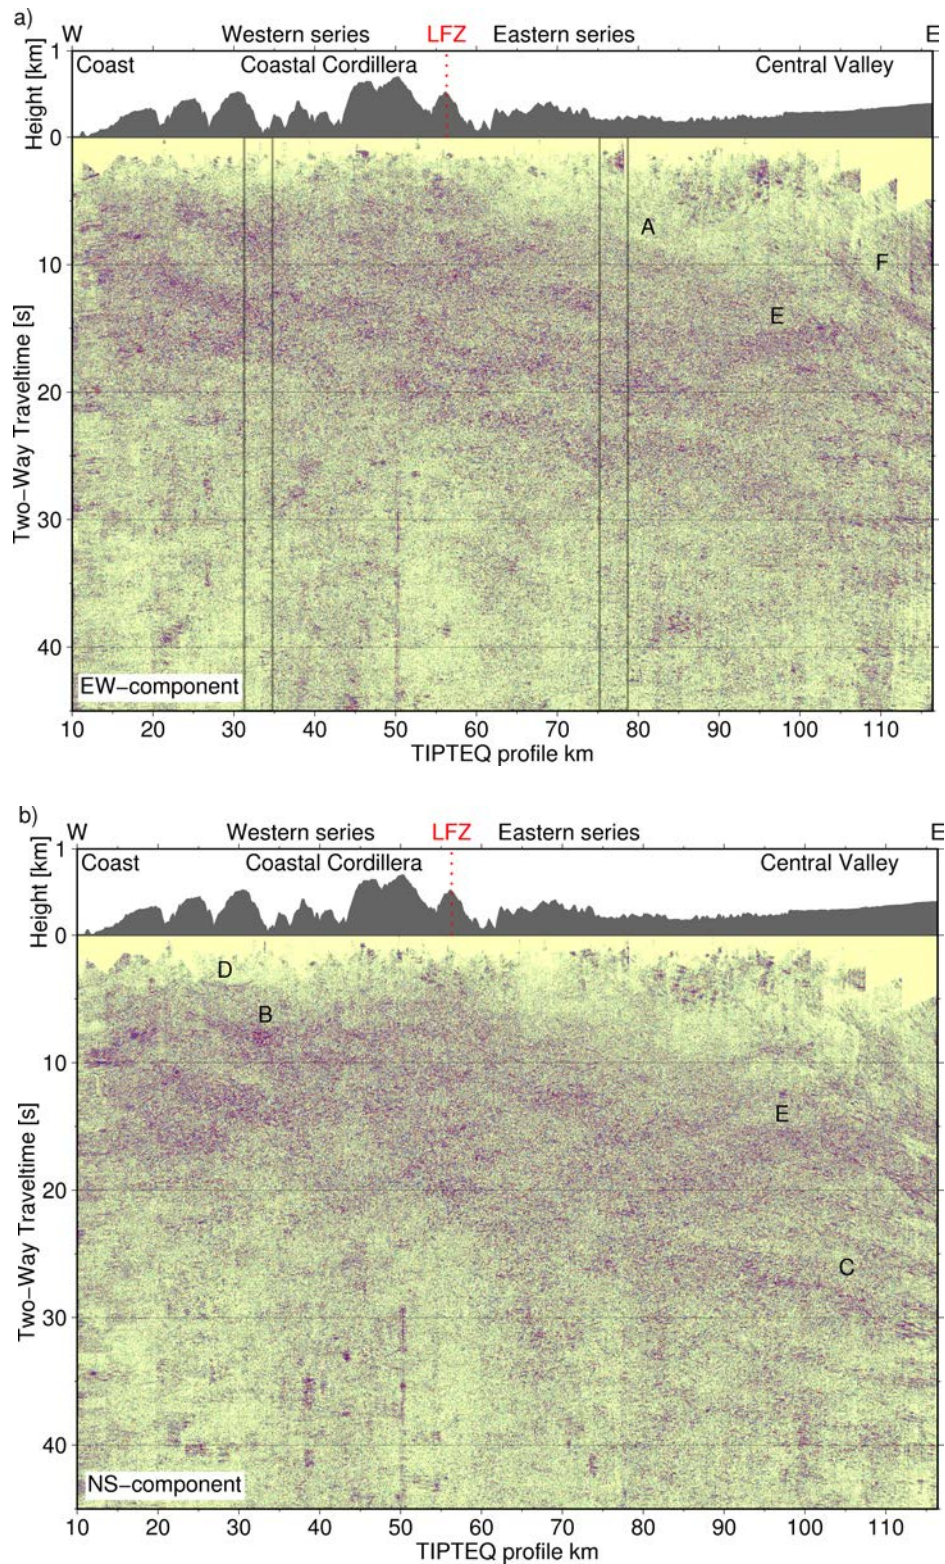 a)
W Western series LFZ Eastern series E
1
Coast Coastal Cordillera Central Valley
Height [km]
0
10
20
30
40
Two-Way Traveltime [s]
A
F
E
EW-component
10 20 30 40 50 60 70 80 90 100 110
TIPTEQ profile km
b)
W Western series LFZ Eastern series E
1
Coast Coastal Cordillera Central Valley
Height [km]
0
D
B
10
E
20
C
30
40
Two-Way Traveltime [s]
NS-component
10 20 30 40 50 60 70 80 90 100 110
TIPTEQ profile km